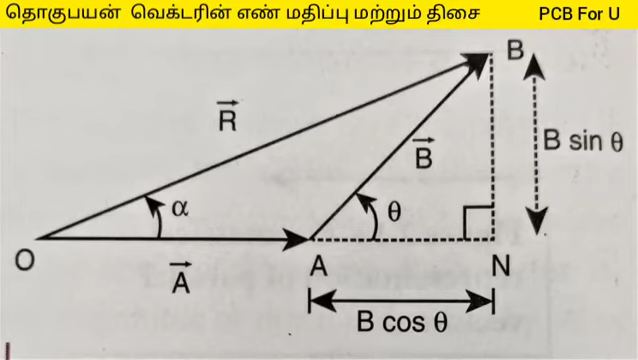 தொகுபயன் வெக்டரின் எண் மதிப்பு மற்றும் திசை PCB For U
B
R
B
B sin θ
α
θ
O
A
A
N
B cos θ